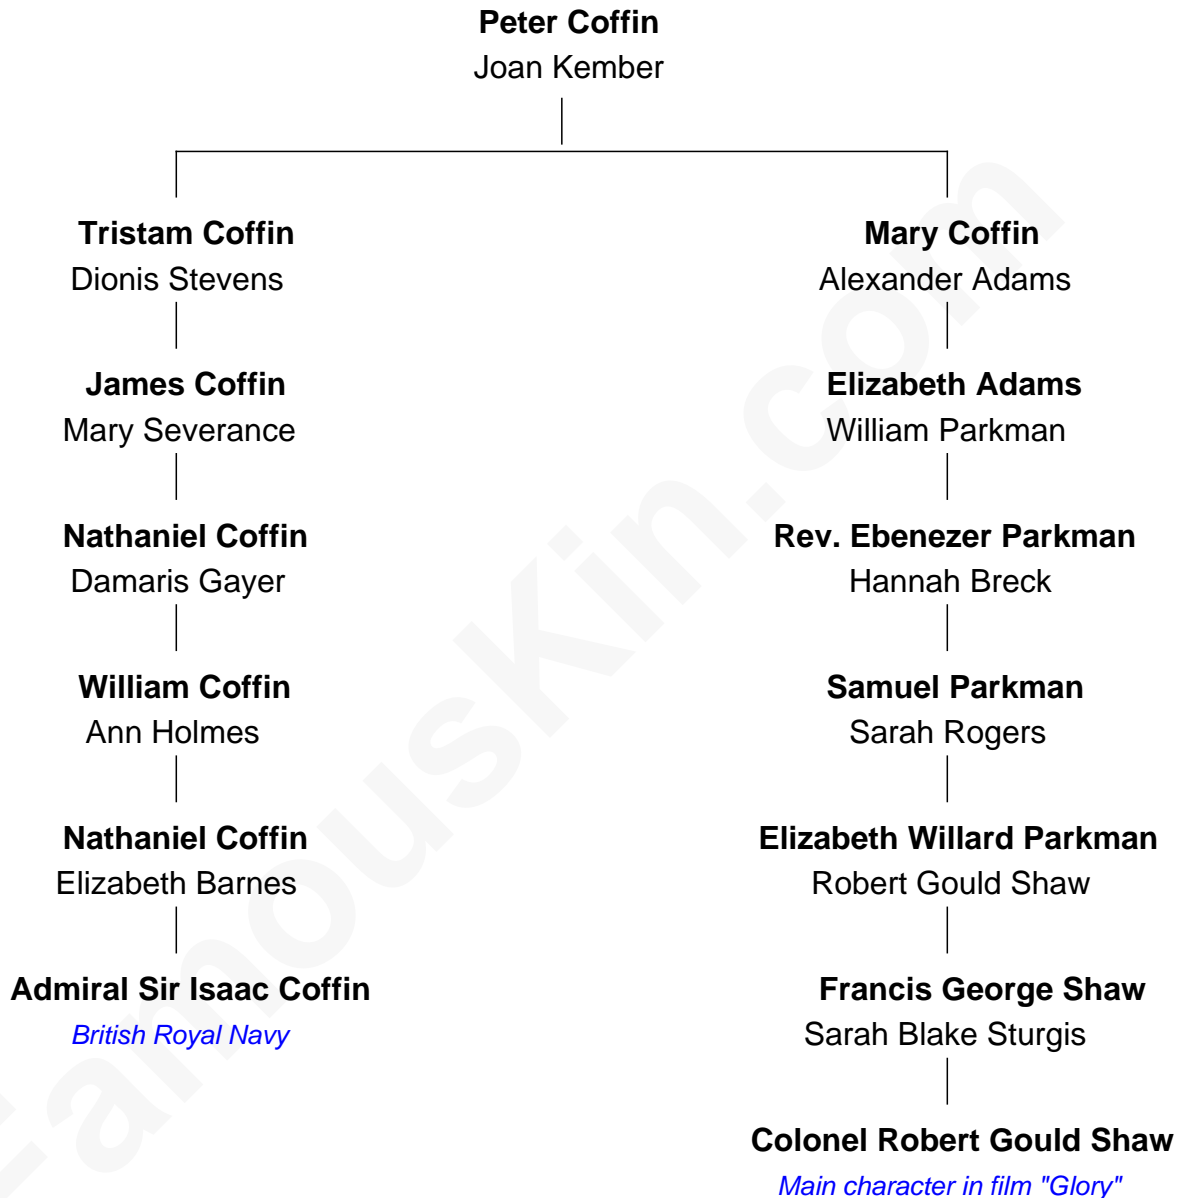 Peter Coffin
Joan Kember
Tristam Coffin
Dionis Stevens
James Coffin
Mary Severance
Nathaniel Coffin
Damaris Gayer
William Coffin
Ann Holmes
Nathaniel Coffin
Elizabeth Barnes
Admiral Sir Isaac Coffin
British Royal Navy
Mary Coffin
Alexander Adams
Elizabeth Adams
William Parkman
Rev. Ebenezer Parkman
Hannah Breck
Samuel Parkman
Sarah Rogers
Elizabeth Willard Parkman
Robert Gould Shaw
Francis George Shaw
Sarah Blake Sturgis
Colonel Robert Gould Shaw
Main character in film "Glory"
FamousKin.com